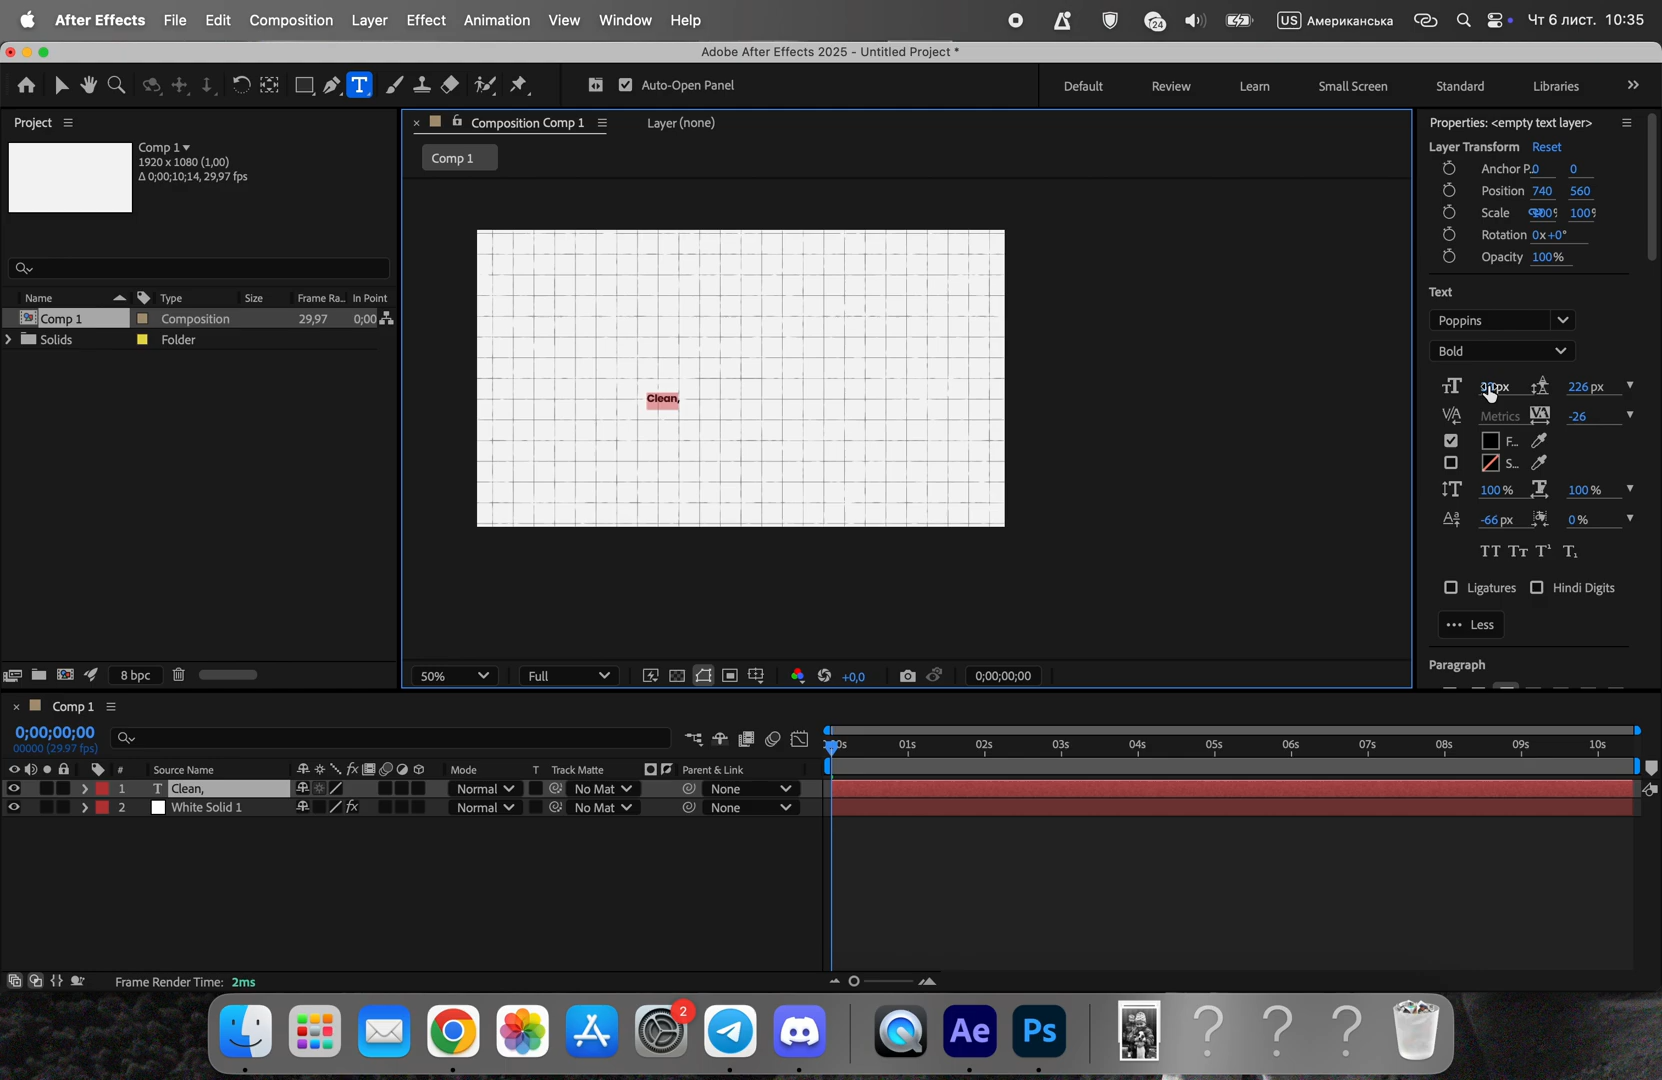 After Effects File Edit Composition Layer Effect Animation View Window Help
24 US Американська Чт 6 лист. 10:35
Adobe After Effects 2025 - Untitled Project *
Auto-Open Panel
Default Review Learn Small Screen Standard Libraries
Project
Comp 1
1920 x 1080 (1,00)
Δ 0;00;10;14, 29,97 fps
Name Type Size Frame Ra.. In Point
Comp 1 Composition 29,97 0;00
Solids Folder
8 bpc
Composition Comp 1 Layer (none)
Comp 1
Clean,
50% Full +0,0 0;00;00;00
Properties: <empty text layer>
Layer Transform Reset
Anchor P.. 0 0
Position 740 560
Scale 100% 100%
Rotation 0x+0°
Opacity 100%
Text
Poppins
Bold
px 226 px
Metrics -26
F...
S...
100 % 100 %
-66 px 0 %
Ligatures Hindi Digits
Less
Paragraph
Comp 1
0;00;00;00
00000 (29.97 fps)
# Source Name Mode T Track Matte Parent & Link
1 T Clean, Normal No Mat None
2 White Solid 1 Normal No Mat None
01s 02s 03s 04s 05s 06s 07s 08s 09s 10s
Frame Render Time: 2ms
2 Ae Ps